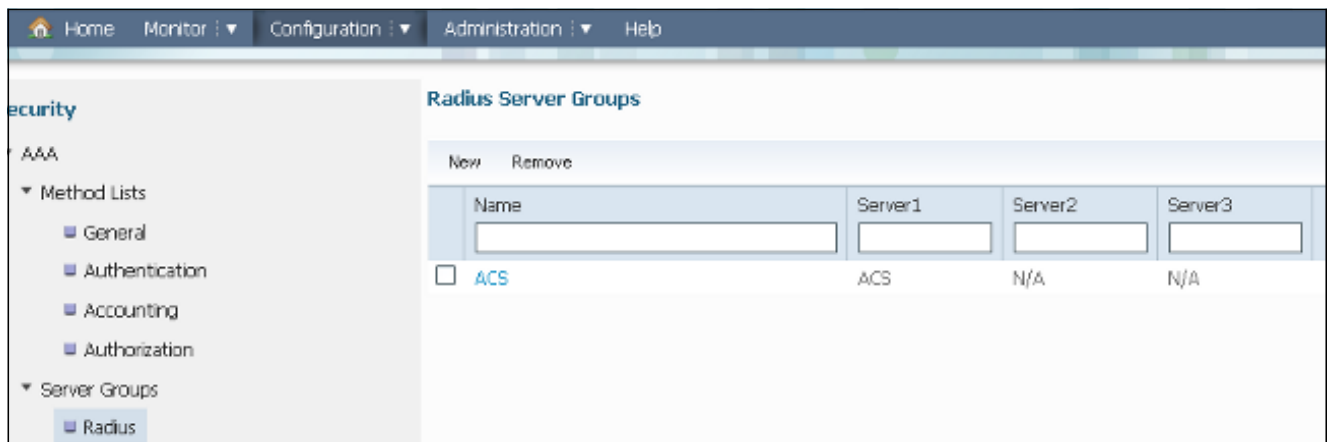 Home Monitor ▼ Configuration ▼ Administration ▼ Help
ecurity
AAA
Method Lists
General
Authentication
Accounting
Authorization
Server Groups
Radius
Radius Server Groups
New Remove
Name Server1 Server2 Server3
ACS ACS N/A N/A